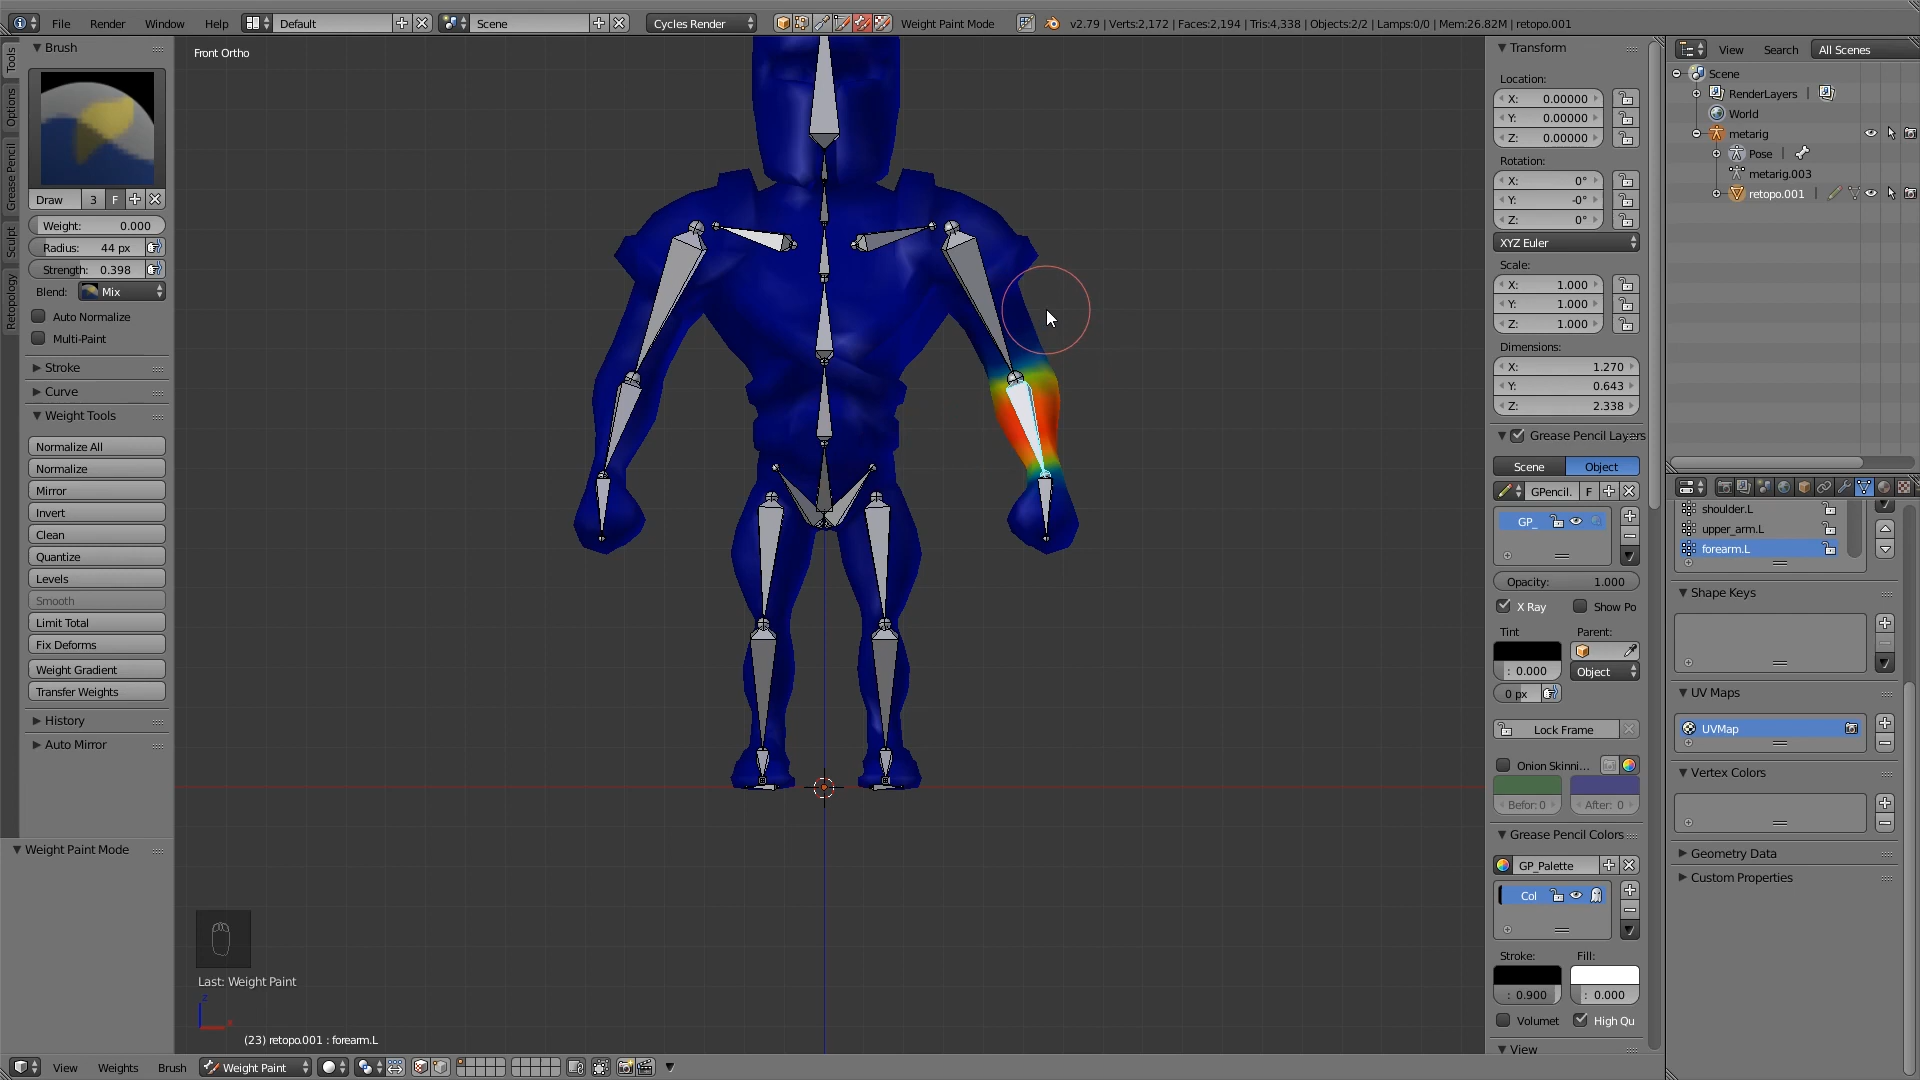 File Render Window Help Default Scene Cycles Render Weight Paint Mode v2.79 | Verts:2,172 | Faces:2,194 | Tris:4,338 | Objects:2/2 | Lamps:0/0 | Mem:26.82M | retopo.001
Tools
Options
Grease Pencil
Sculpt
Retopology
Brush
Draw 3 F
Weight: 0.000
Radius: 44 px
Strength: 0.398
Blend: Mix
Auto Normalize
Multi-Paint
Stroke
Curve
Weight Tools
Normalize All
Normalize
Mirror
Invert
Clean
Quantize
Levels
Smooth
Limit Total
Fix Deforms
Weight Gradient
Transfer Weights
History
Auto Mirror
Weight Paint Mode
Front Ortho
Last: Weight Paint
z
x
(23) retopo.001 : forearm.L
View Weights Brush Weight Paint
Transform
Location:
X: 0.00000
Y: 0.00000
Z: 0.00000
Rotation:
X: 0°
Y: -0°
Z: 0°
XYZ Euler
Scale:
X: 1.000
Y: 1.000
Z: 1.000
Dimensions:
X: 1.270
Y: 0.643
Z: 2.338
Grease Pencil Layers
Scene Object
GPencil. F
GP_
Opacity: 1.000
X Ray Show Po
Tint Parent:
: 0.000 Object
0 px
Lock Frame
Onion Skinni...
Befor: 0 After: 0
Grease Pencil Colors
GP_Palette
Col
Stroke: Fill:
: 0.900 : 0.000
Volumet High Qu
View
View Search All Scenes
Scene
RenderLayers
World
metarig
Pose
metarig.003
retopo.001
shoulder.L
upper_arm.L
forearm.L
Shape Keys
UV Maps
UVMap
Vertex Colors
Geometry Data
Custom Properties